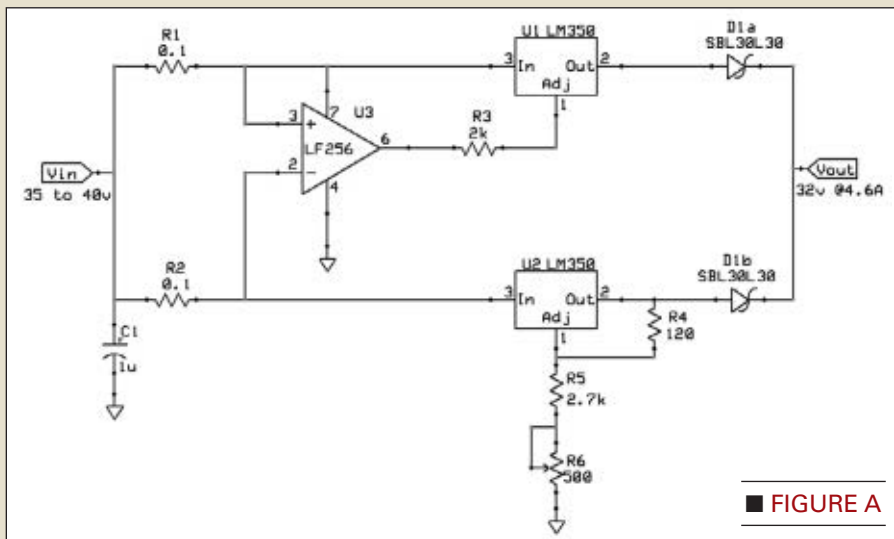 R1
0.1
U1 LM350
3 In Out 2
Adj
1
D1a
SBL30L30
3
+
7
U3
LF256
6
2
−
4
R3
2k
Vin
35 to 40v
Vout
32v @4.6A
R2
0.1
U2 LM350
3 In Out 2
Adj
1
D1b
SBL30L30
R4
120
C1
1u
R5
2.7k
R6
500
■ FIGURE A